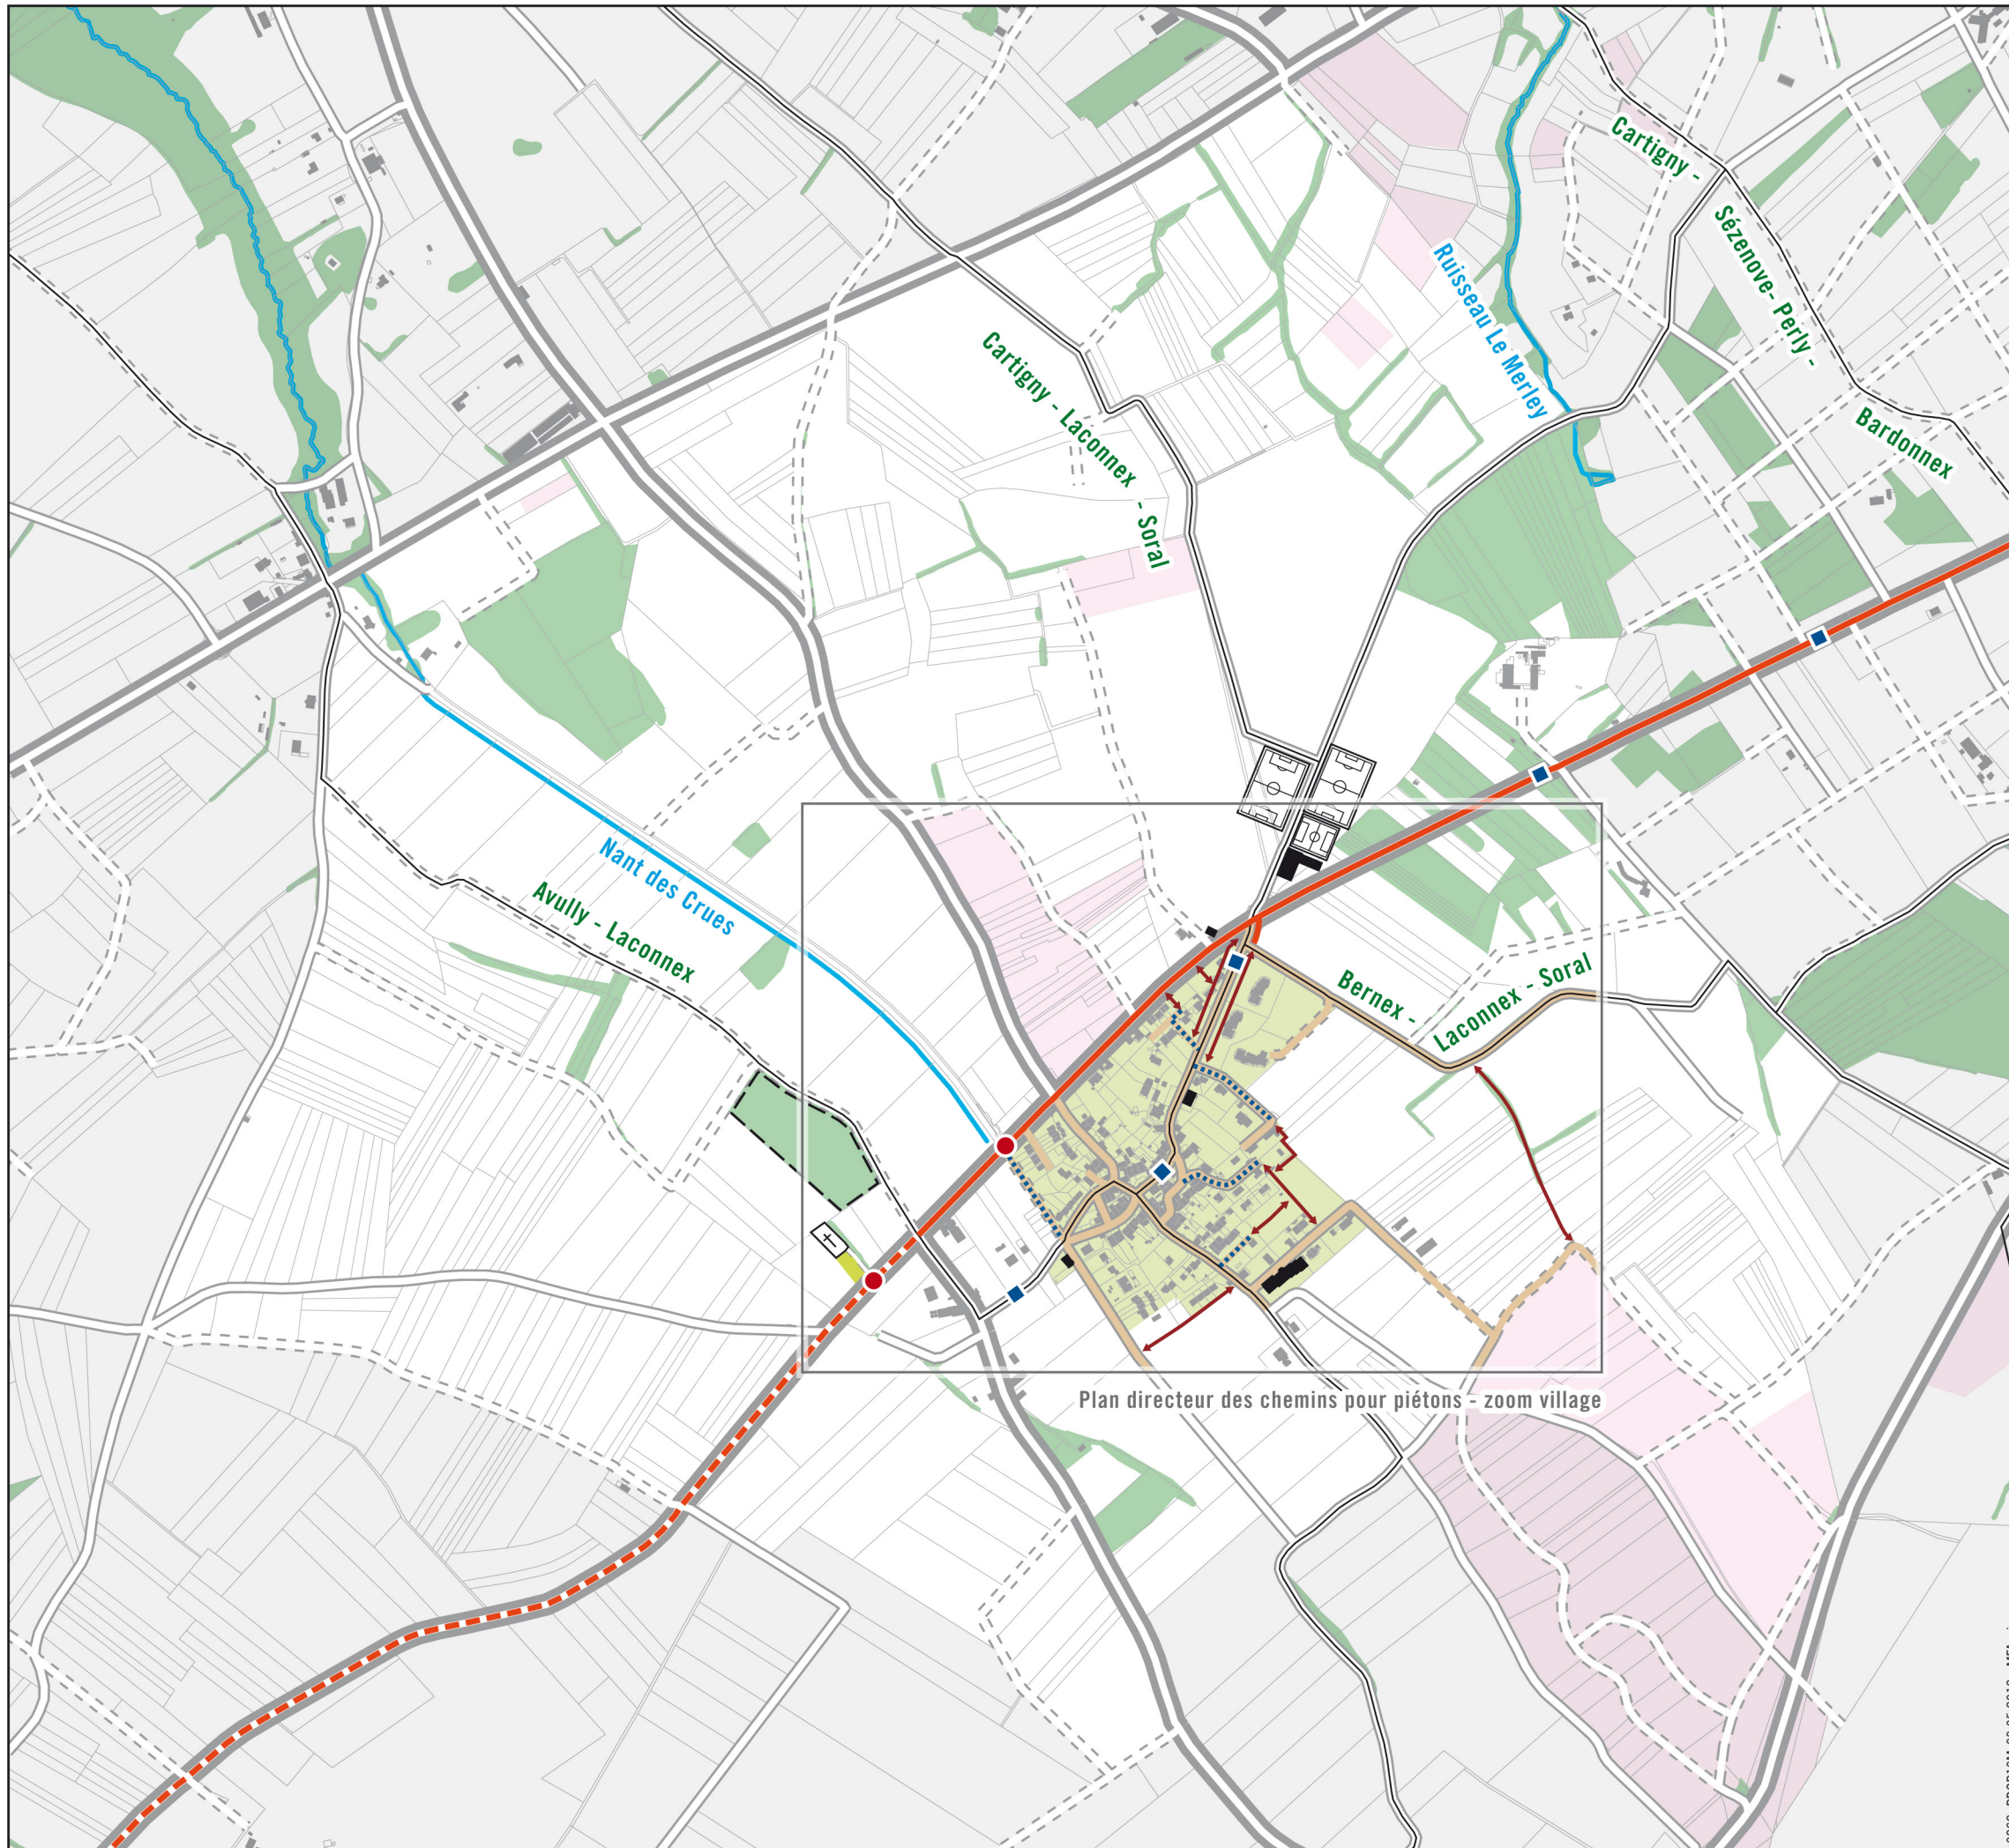 Cartigny -
Sézenove- Perly -
Bardonnex
Ruisseau Le Merley
Cartigny - Laconnex - Soral
Nant des Crues
Avully - Laconnex
Bernex -
Laconnex - Soral
Plan directeur des chemins pour piétons - zoom village